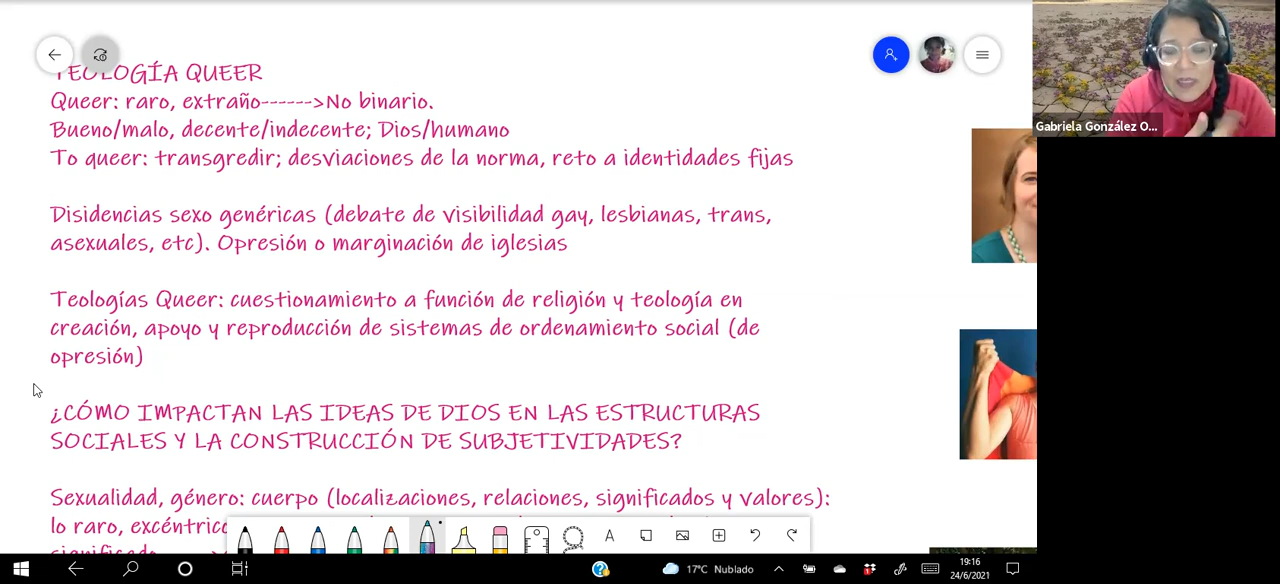 TEOLOGÍA QUEER
Queer: raro, extraño------>No binario.
Bueno/malo, decente/indecente; Dios/humano
To queer: transgredir; desviaciones de la norma, reto a identidades fijas
Disidencias sexo genéricas (debate de visibilidad gay, lesbianas, trans,
asexuales, etc). Opresión o marginación de iglesias
Teologías Queer: cuestionamiento a función de religión y teología en
creación, apoyo y reproducción de sistemas de ordenamiento social (de
opresión)
¿CÓMO IMPACTAN LAS IDEAS DE DIOS EN LAS ESTRUCTURAS
SOCIALES Y LA CONSTRUCCIÓN DE SUBJETIVIDADES?
Sexualidad, género: cuerpo (localizaciones, relaciones, significados y valores):
lo raro, excéntrico
Gabriela González O...
17°C Nublado
19:16
24/6/2021